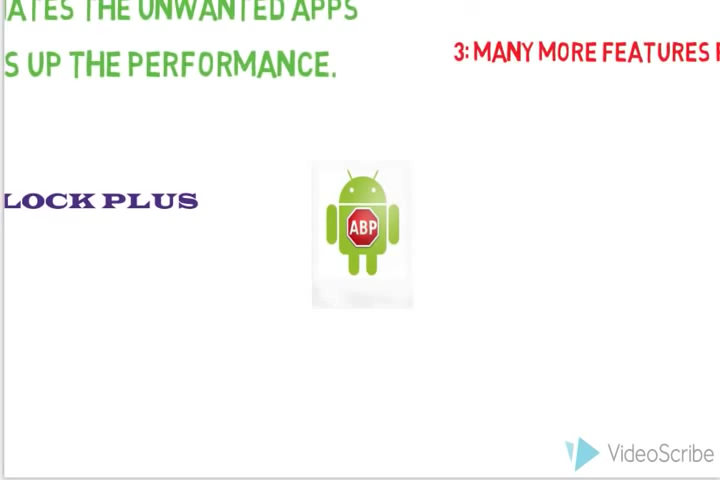 ATES THE UNWANTED APPS
S UP THE PERFORMANCE.
3: MANY MORE FEATURES
LOCK PLUS
ABP
VideoScribe